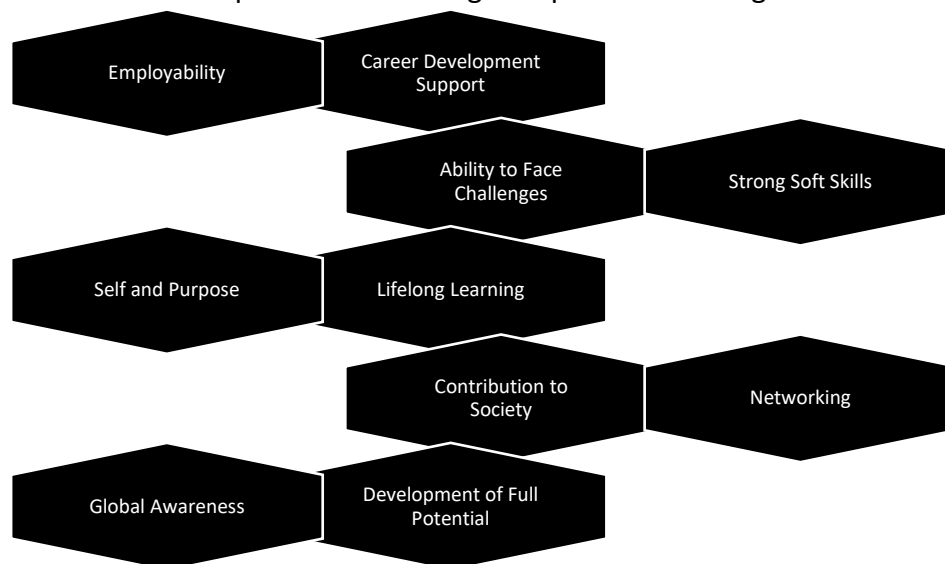 Employability
Career Development
Support
Ability to Face
Challenges
Strong Soft Skills
Self and Purpose
Lifelong Learning
Contribution to
Society
Networking
Global Awareness
Development of Full
Potential